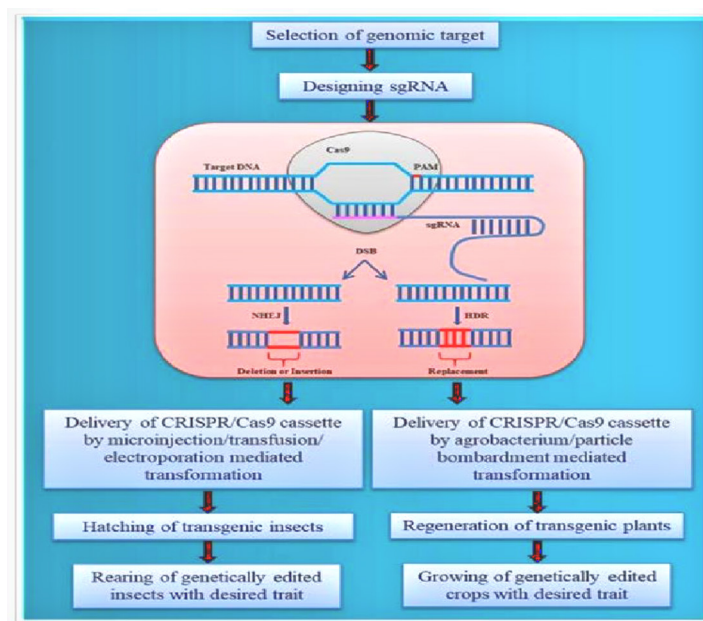 Selection of genomic target
Designing sgRNA
Cas9
Target DNA
PAM
sgRNA
DSB
NHEJ
HDR
Deletion or Insertion
Replacement
Delivery of CRISPR/Cas9 cassette
by microinjection/transfusion/
electroporation mediated
transformation
Delivery of CRISPR/Cas9 cassette
by agrobacterium/particle
bombardment mediated
transformation
Hatching of transgenic insects
Regeneration of transgenic plants
Rearing of genetically edited
insects with desired trait
Growing of genetically edited
crops with desired trait